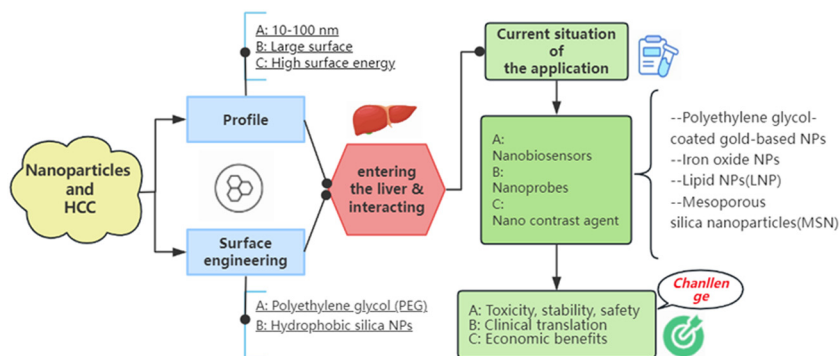 A: 10-100 nm
B: Large surface
C: High surface energy
Profile
Nanoparticles
and
HCC
Surface
engineering
A: Polyethylene glycol (PEG)
B: Hydrophobic silica NPs
entering
the liver &
interacting
Current situation
of
the application
A:
Nanobiosensors
B:
Nanoprobes
C:
Nano contrast agent
--Polyethylene glycol-
coated gold-based NPs
--Iron oxide NPs
--Lipid NPs(LNP)
--Mesoporous
silica nanoparticles(MSN)
Chanllen
ge
A: Toxicity, stability, safety
B: Clinical translation
C: Economic benefits